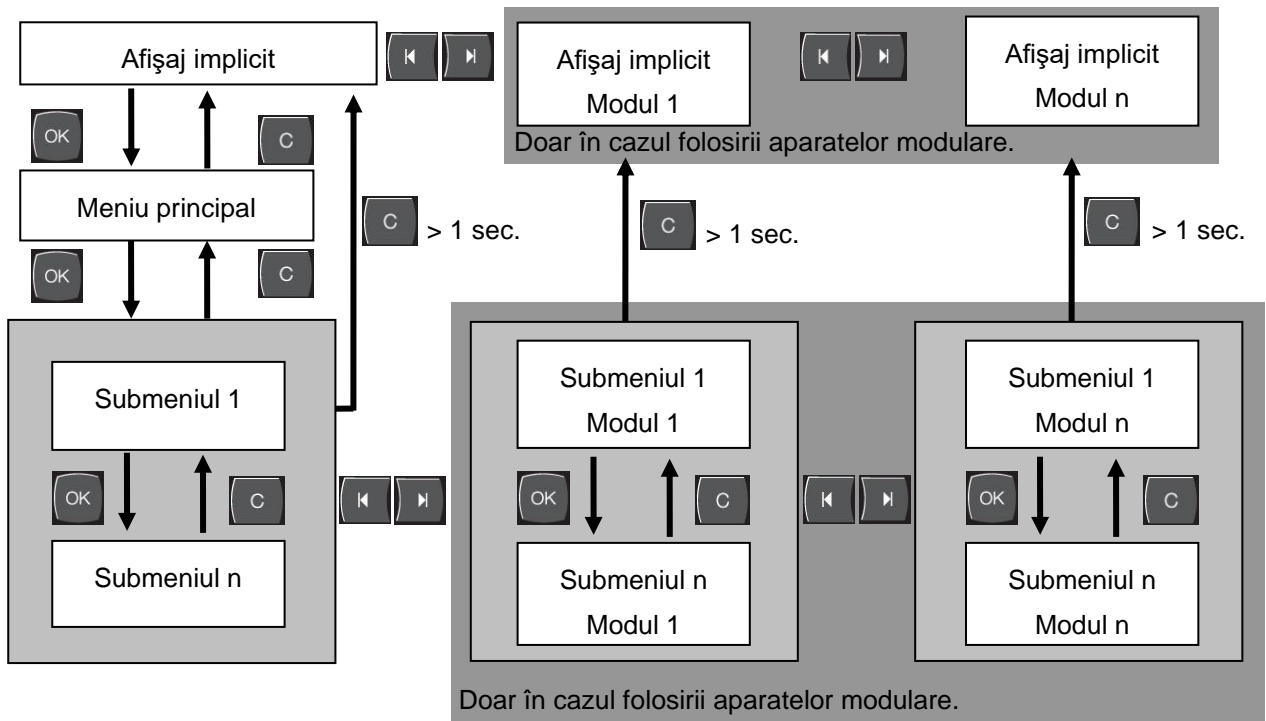 Afişaj implicit
Afişaj implicit
Modul 1
Afişaj implicit
Modul n
Doar în cazul folosirii aparatelor modulare.
OK
C
Meniu principal
C
> 1 sec.
C
> 1 sec.
C
> 1 sec.
OK
C
Submeniul 1
Submeniul 1
Modul 1
Submeniul 1
Modul n
OK
C
OK
C
OK
C
Submeniul n
Submeniul n
Modul 1
Submeniul n
Modul n
Doar în cazul folosirii aparatelor modulare.